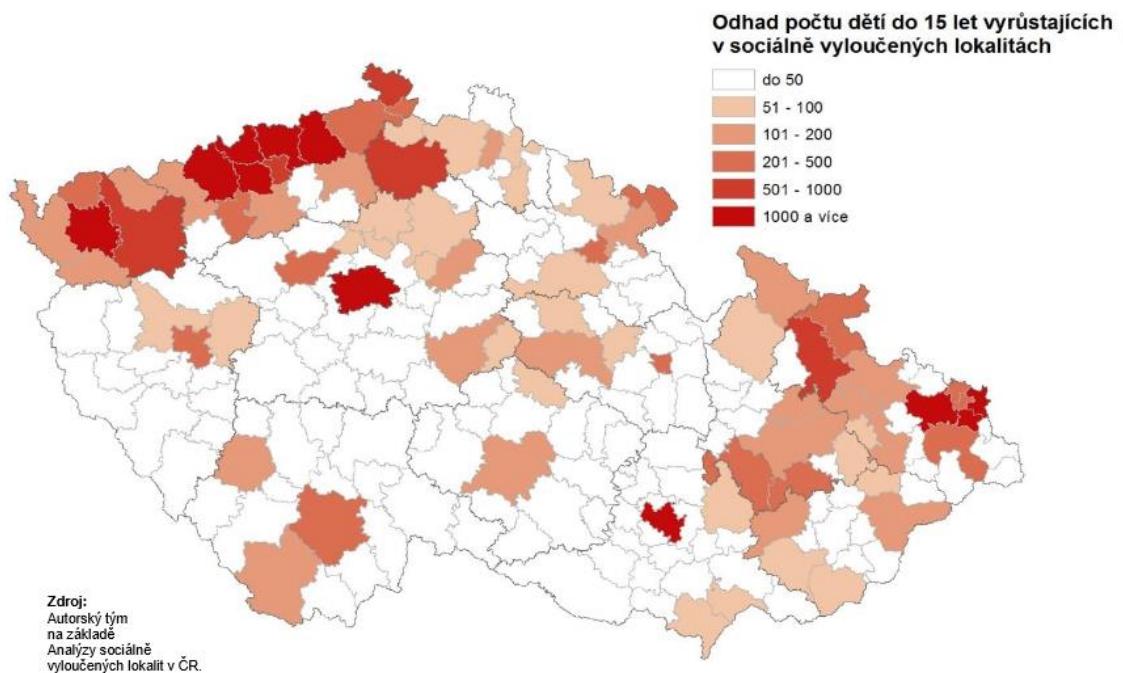 Odhad počtu dětí do 15 let vyrůstajících
v sociálně vyloučených lokalitách
do 50
51 - 100
101 - 200
201 - 500
501 - 1000
1000 a více
Zdroj:
Autorský tým
na základě
Analýzy sociálně
vyloučených lokalit v ČR.